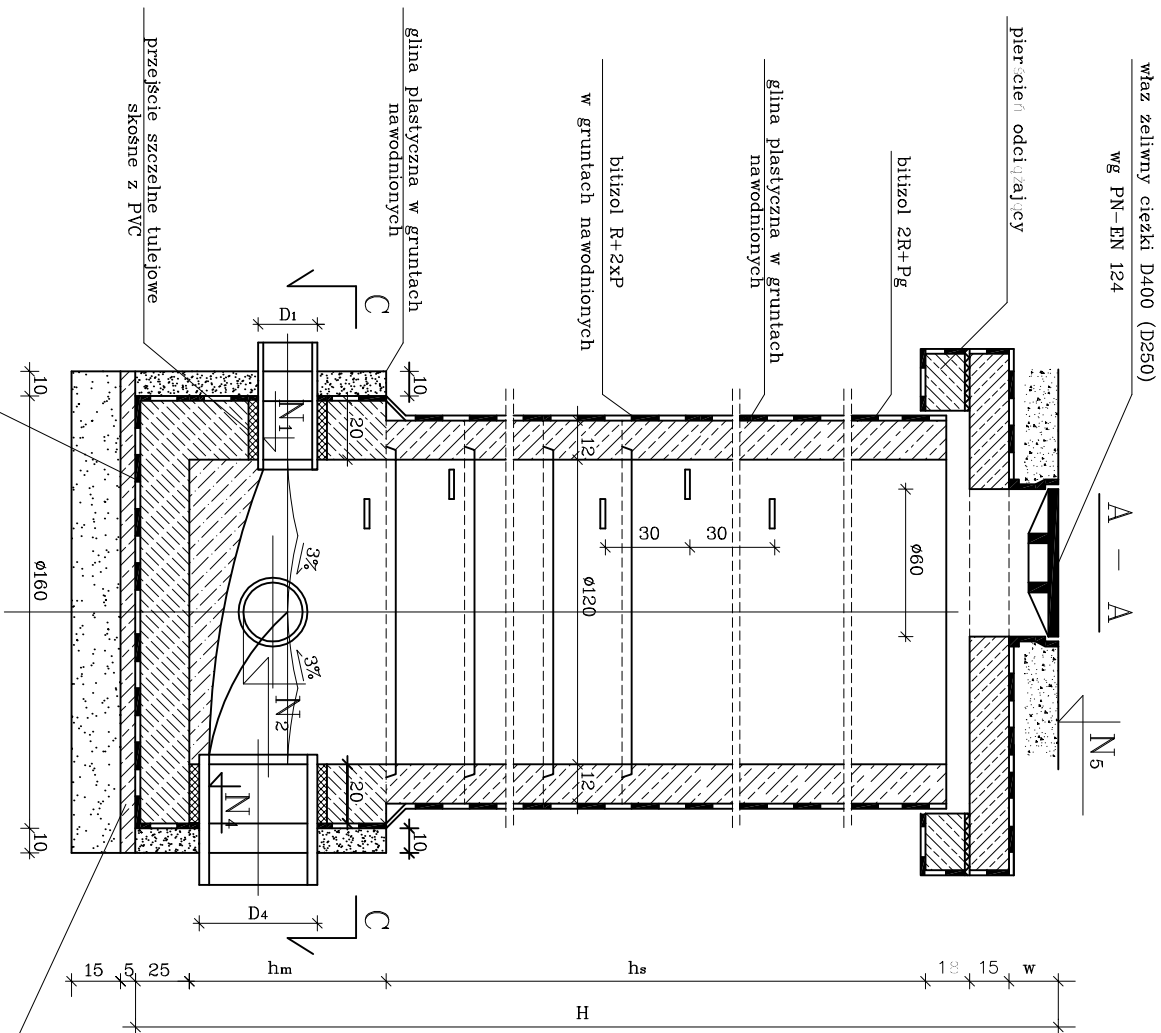 właz żeliwny ciężki D400 (D250)
wg PN-EN 124
pierścień odciążający
bitizol 2R+Pg
glina plastyczna w gruntach
nawodnionych
bitizol R+2xP
w gruntach nawodnionych
glina plastyczna w gruntach
nawodnionych
przejście szczelne tulejowe
skośne z PVC
A - A
N5
C
C
D1
D4
N1
N2
N4
3%
3%
10
10
20
20
12
12
30
30
ø60
ø120
10
10
10
ø160
10
15
5
25
hm
hs
18
15
w
H